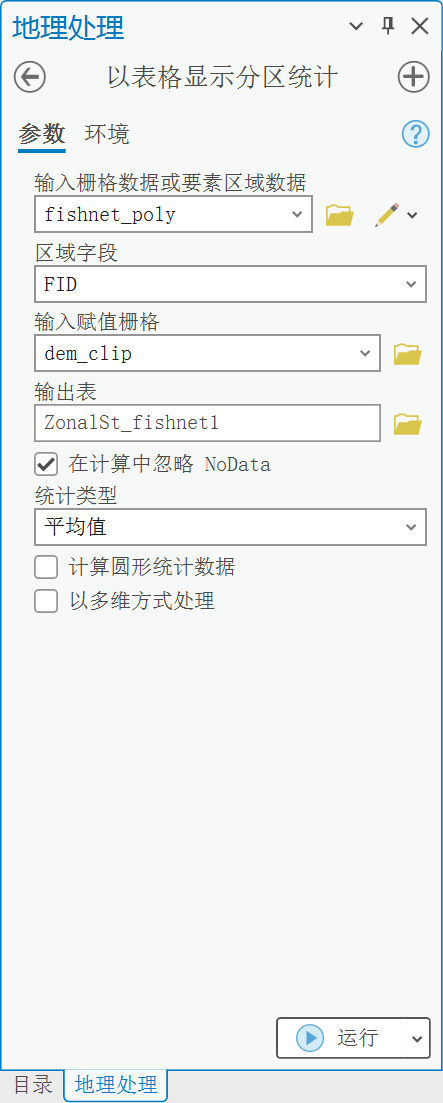 地理处理
以表格显示分区统计
参数 环境
输入栅格数据或要素区域数据
fishnet_poly
区域字段
FID
输入赋值栅格
dem_clip
输出表
ZonalSt_fishnet1
在计算中忽略 NoData
统计类型
平均值
计算圆形统计数据
以多维方式处理
运行
目录 地理处理